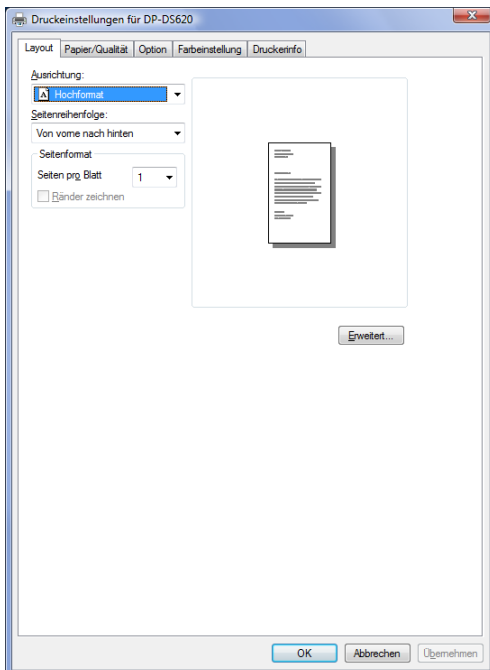 Druckeinstellungen für DP-DS620
Layout Papier/Qualität Option Farbeinstellung Druckerinfo
Ausrichtung:
A Hochformat
Seitenreihenfolge:
Von vorne nach hinten
Seitenformat
Seiten pro Blatt 1
Ränder zeichnen
Erweitert...
OK Abbrechen Übernehmen